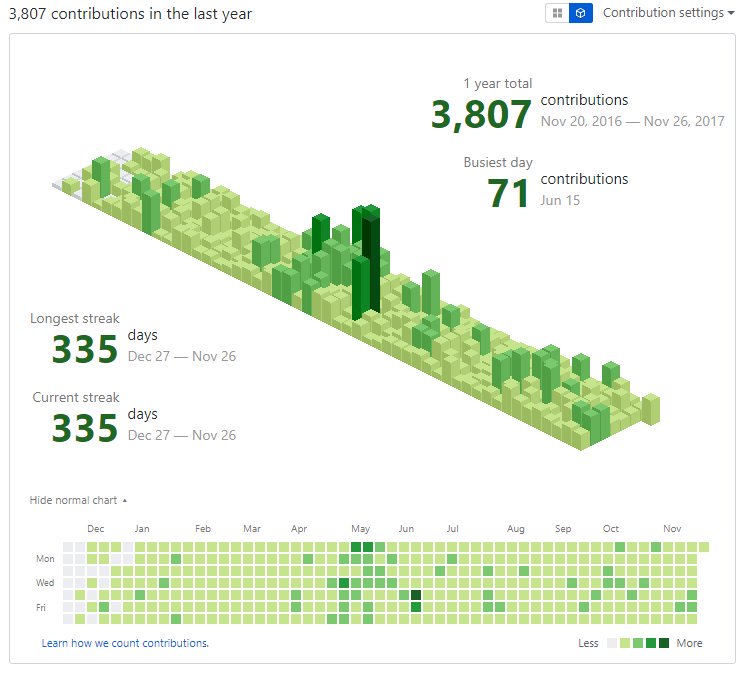 3,807 contributions in the last year
Contribution settings
1 year total
3,807 contributions
Nov 20, 2016 — Nov 26, 2017
Busiest day
71 contributions
Jun 15
Longest streak
335 days
Dec 27 — Nov 26
Current streak
335 days
Dec 27 — Nov 26
Hide normal chart
Dec Jan Feb Mar Apr May Jun Jul Aug Sep Oct Nov
Mon
Wed
Fri
Learn how we count contributions.
Less More